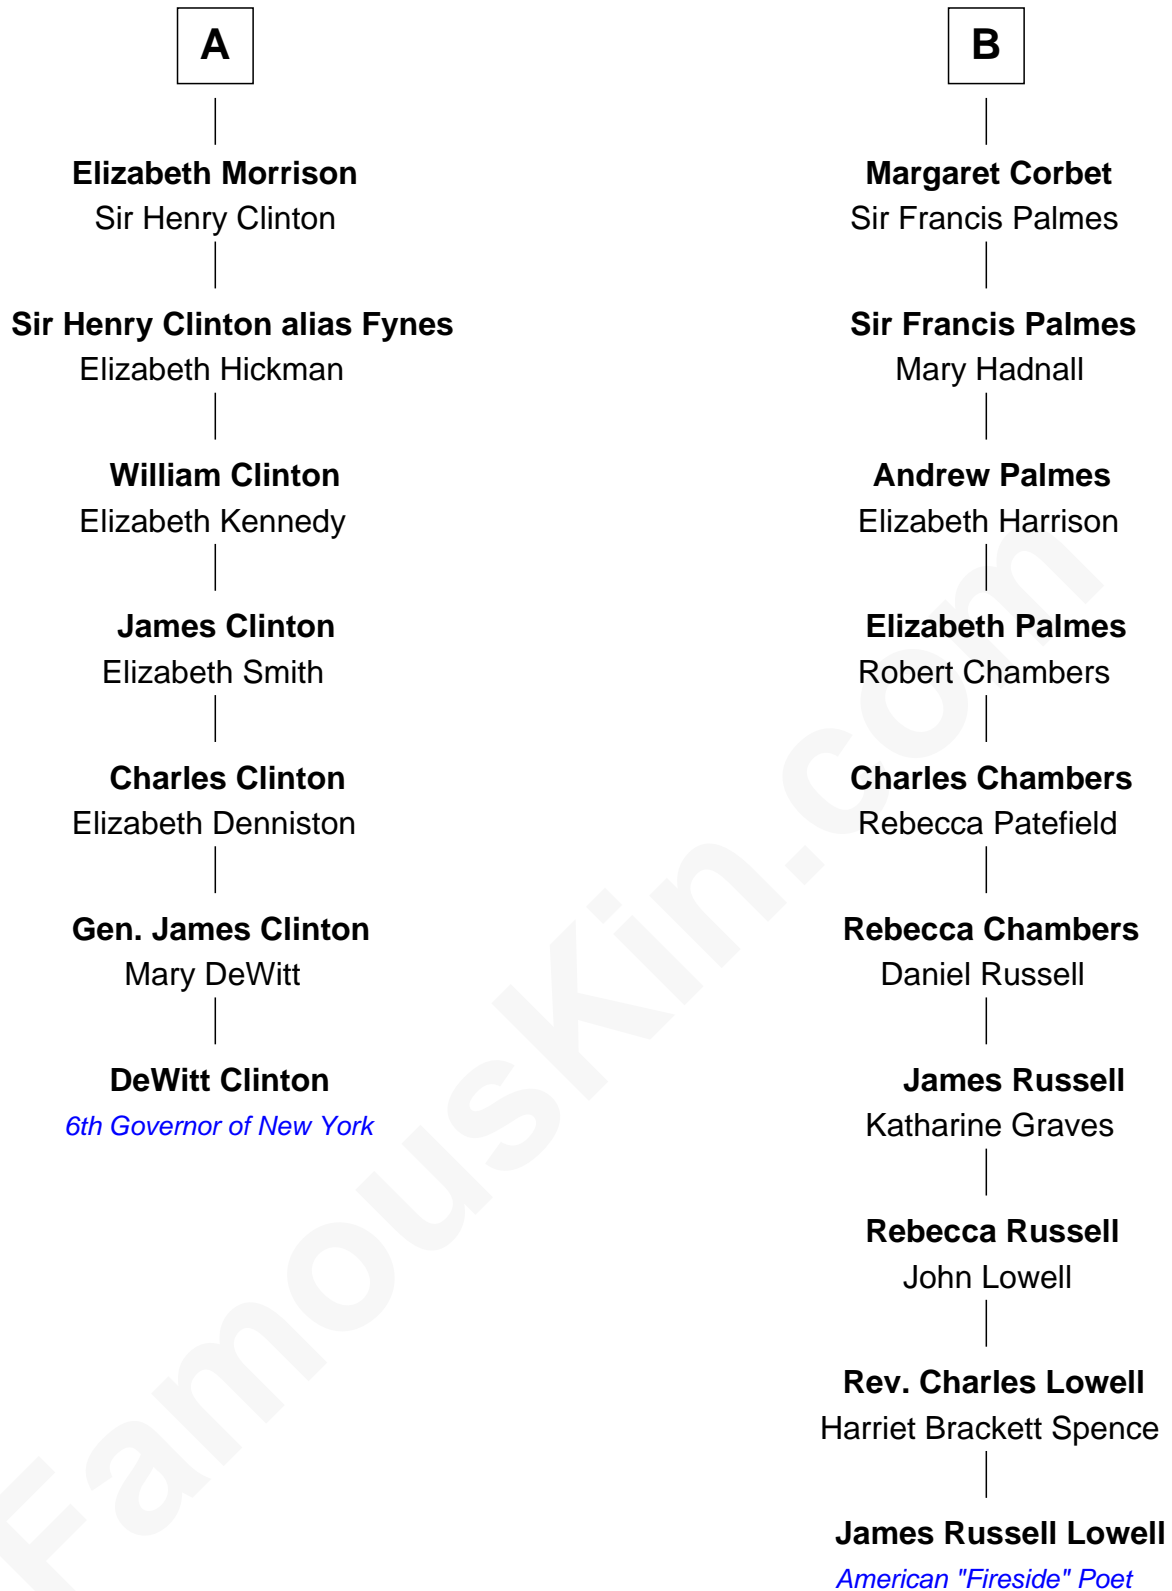 A
Elizabeth Morrison
Sir Henry Clinton
Sir Henry Clinton alias Fynes
Elizabeth Hickman
William Clinton
Elizabeth Kennedy
James Clinton
Elizabeth Smith
Charles Clinton
Elizabeth Denniston
Gen. James Clinton
Mary DeWitt
DeWitt Clinton
6th Governor of New York
B
Margaret Corbet
Sir Francis Palmes
Sir Francis Palmes
Mary Hadnall
Andrew Palmes
Elizabeth Harrison
Elizabeth Palmes
Robert Chambers
Charles Chambers
Rebecca Patefield
Rebecca Chambers
Daniel Russell
James Russell
Katharine Graves
Rebecca Russell
John Lowell
Rev. Charles Lowell
Harriet Brackett Spence
James Russell Lowell
American "Fireside" Poet
FamousKin.com